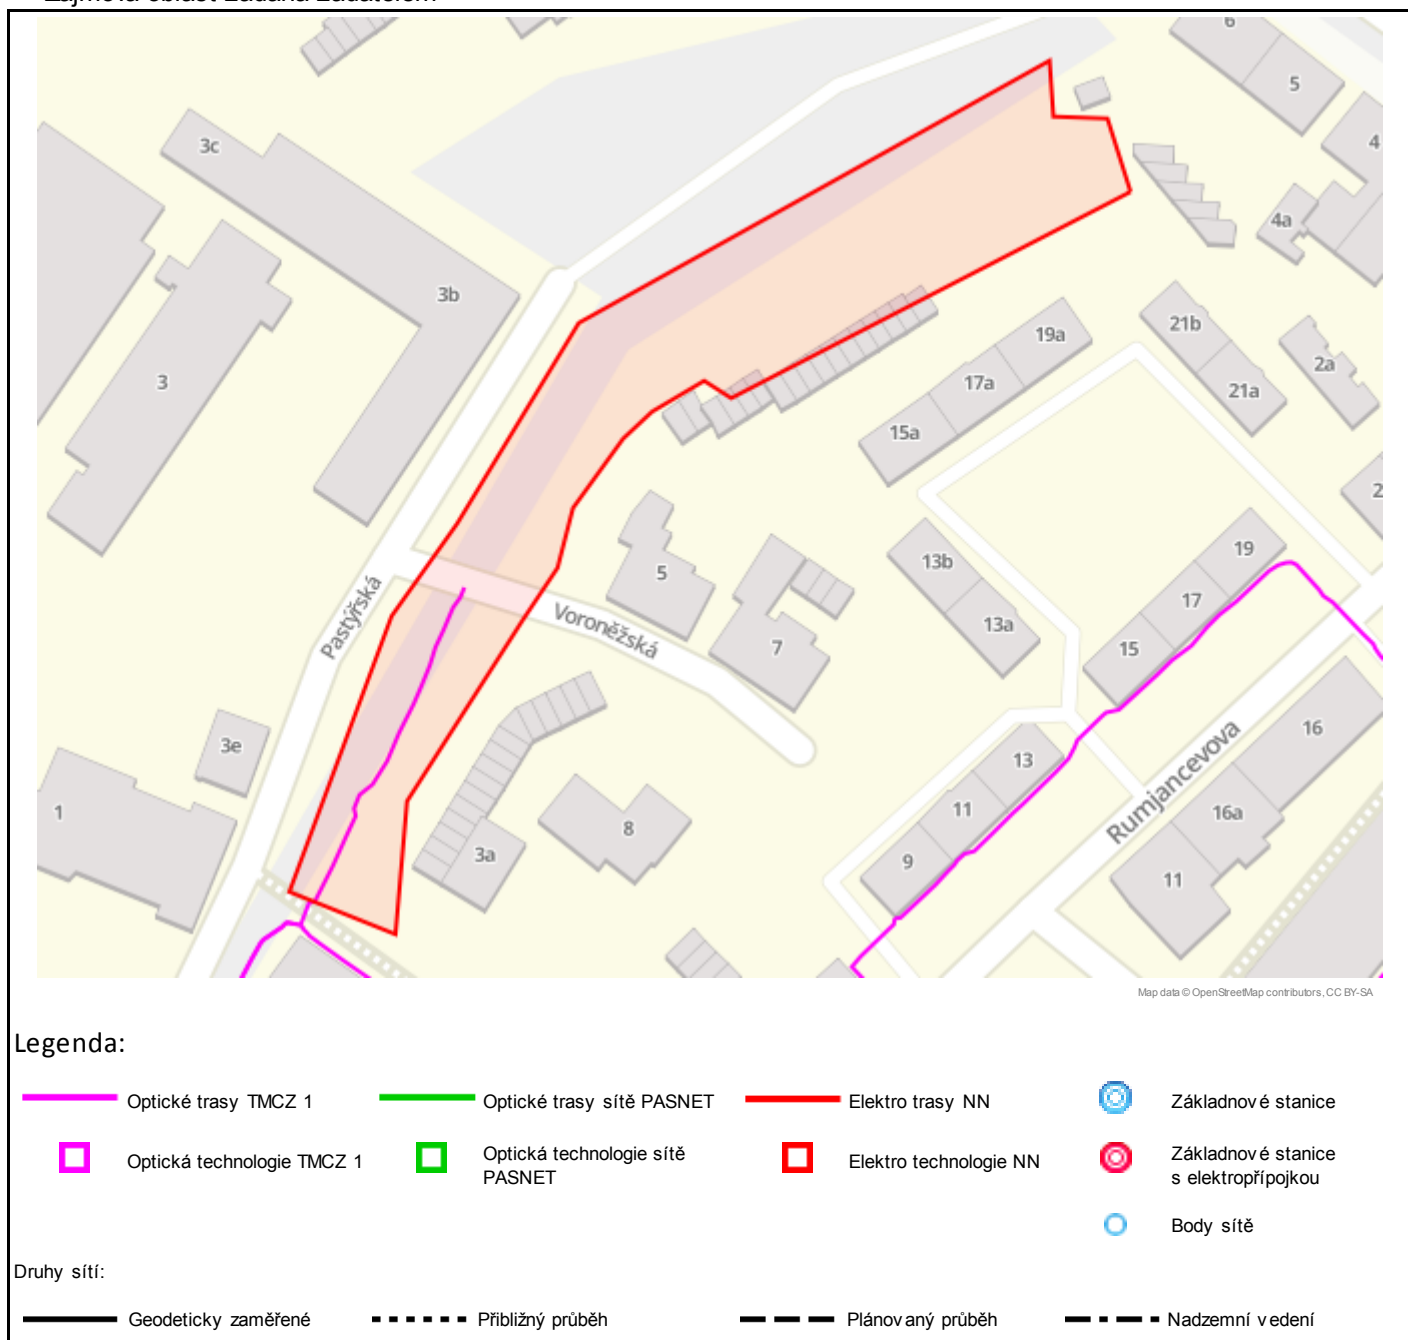 6
5
4
3c
4a
3b
21b
19a
2a
3
17a
21a
15a
2
19
13b
5
17
Pastýřská
Voroněžská
13a
7
15
16
3e
13
Rumjancevova
1
11
16a
8
3a
9
11
Map data © OpenStreetMap contributors, CC BY-SA
Legenda:
Optické trasy TMCZ 1
Optické trasy sítě PASNET
Elektro trasy NN
Základnové stanice
Optická technologie TMCZ 1
Optická technologie sítě
PASNET
Elektro technologie NN
Základnové stanice
s elektropřípojkou
Body sítě
Druhy sítí:
Geodeticky zaměřené
Přibližný průběh
Plánovaný průběh
Nadzemní vedení